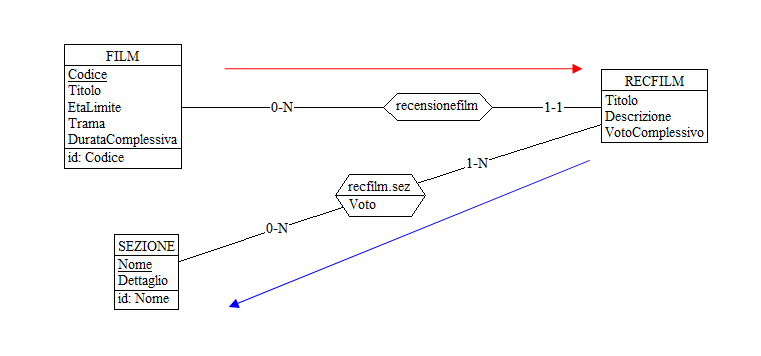 FILM
Codice
Titolo
EtaLimite
Trama
DurataComplessiva
id: Codice
0-N
recensionefilm
1-1
RECFILM
Titolo
Descrizione
VotoComplessivo
1-N
recfilm.sez
Voto
0-N
SEZIONE
Nome
Dettaglio
id: Nome